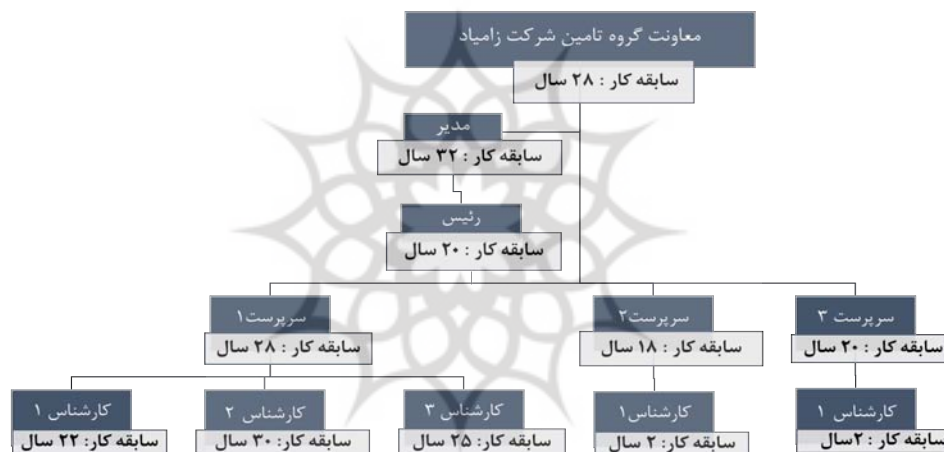 معاونت گروه تامین شرکت زامیاد
سابقه کار : ۲۸ سال
مدیر
سابقه کار : ۳۲ سال
رئیس
سابقه کار : ۲۰ سال
سرپرست۱
سابقه کار : ۲۸ سال
سرپرست۲
سابقه کار : ۱۸ سال
سرپرست ۳
سابقه کار : ۲۰ سال
کارشناس ۱
سابقه کار: ۲۲ سال
کارشناس ۲
سابقه کار: ۳۰ سال
کارشناس ۳
سابقه کار: ۲۵ سال
کارشناس۱
سابقه کار: ۲ سال
کارشناس ۱
سابقه کار: ۲سال